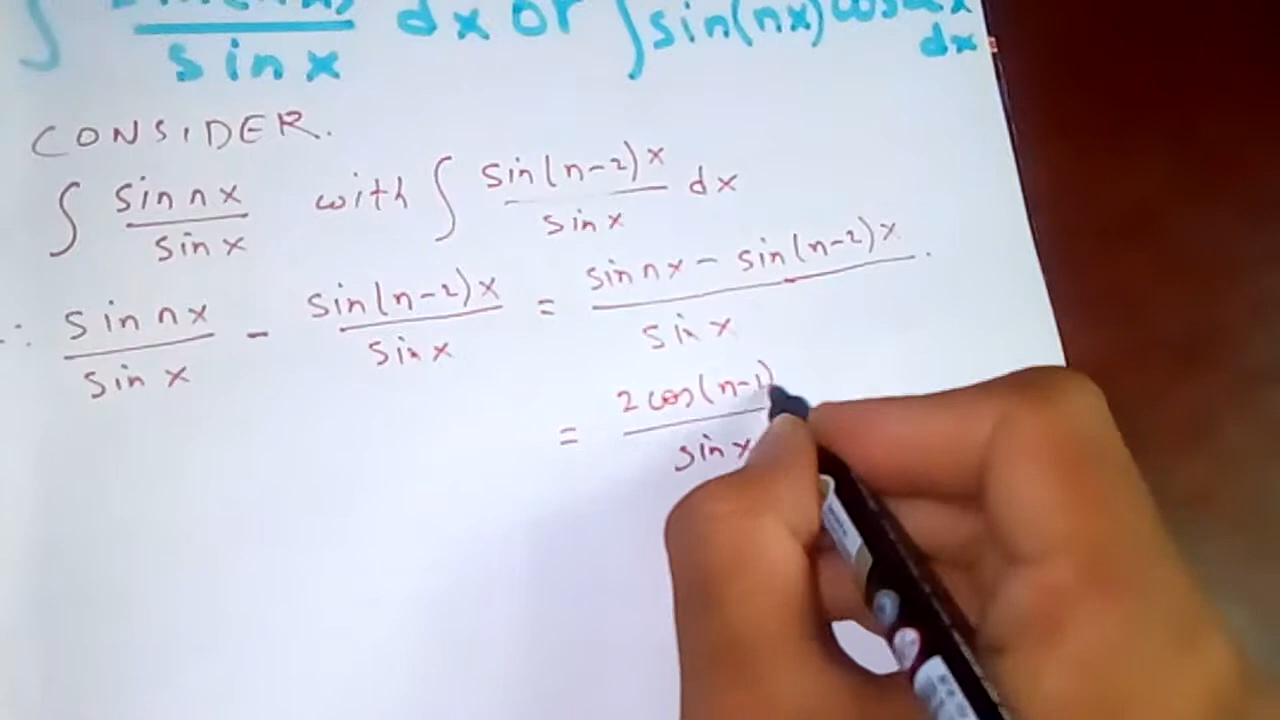 ∫ dx or ∫ sin(nx)
sin x dx
CONSIDER.
∫ sin nx / sin x with ∫ sin(n-2)x / sin x dx
∴ sin nx / sin x - sin(n-2)x / sin x = sin nx - sin(n-2)x / sin x .
= 2 cos(n-1) / sin x